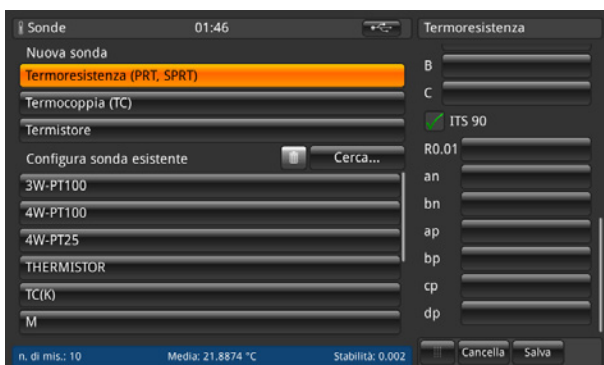 Sonde 01:46
Termoresistenza
Nuova sonda
Termoresistenza (PRT, SPRT)
Termocoppia (TC)
Termistore
Configura sonda esistente Cerca...
3W-PT100
4W-PT100
4W-PT25
THERMISTOR
TC(K)
M
n. di mis.: 10 Media: 21.8874 °C Stabilità: 0.002
B
C
ITS 90
R0.01
an
bn
ap
bp
cp
dp
Cancella Salva